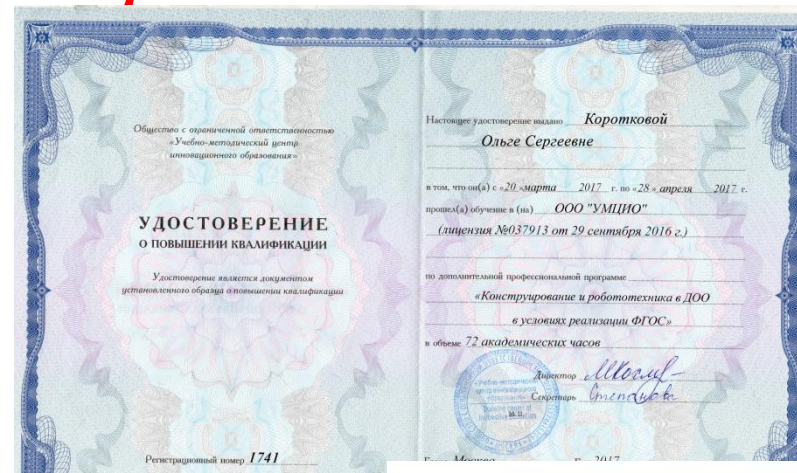 Общество с ограниченной ответственностью
«Учебно-методический центр
инновационного образования»
УДОСТОВЕРЕНИЕ
О ПОВЫШЕНИИ КВАЛИФИКАЦИИ
Удостоверение является документом
установленного образца о повышении квалификации
Регистрационный номер 1741
Настоящее удостоверение выдано Коротковой
Ольге Сергеевне
в том, что он(а) с «20 «марта 2017 г. по «28 » апреля 2017 г.
прошел(а) обучение в (на) ООО "УМЦИО"
(лицензия №037913 от 29 сентября 2016 г.)
по дополнительной профессиональной программе
«Конструирование и робототехника в ДОО
в условиях реализации ФГОС»
в объеме 72 академических часов
Директор
Секретарь Степанова
М.П.
Москва 2017